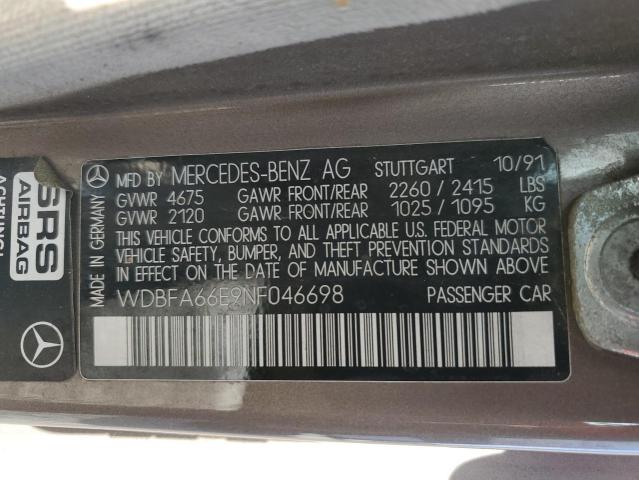 MFD BY MERCEDES-BENZ AG STUTTGART 10/91
GVWR 4675 GAWR FRONT/REAR 2260 / 2415 LBS
GVWR 2120 GAWR FRONT/REAR 1025 / 1095 KG
THIS VEHICLE CONFORMS TO ALL APPLICABLE U.S. FEDERAL MOTOR
VEHICLE SAFETY, BUMPER, AND THEFT PREVENTION STANDARDS
IN EFFECT ON THE DATE OF MANUFACTURE SHOWN ABOVE
WDBFA66E9NF046698 PASSENGER CAR
MADE IN GERMANY
SRS
AIRBAG